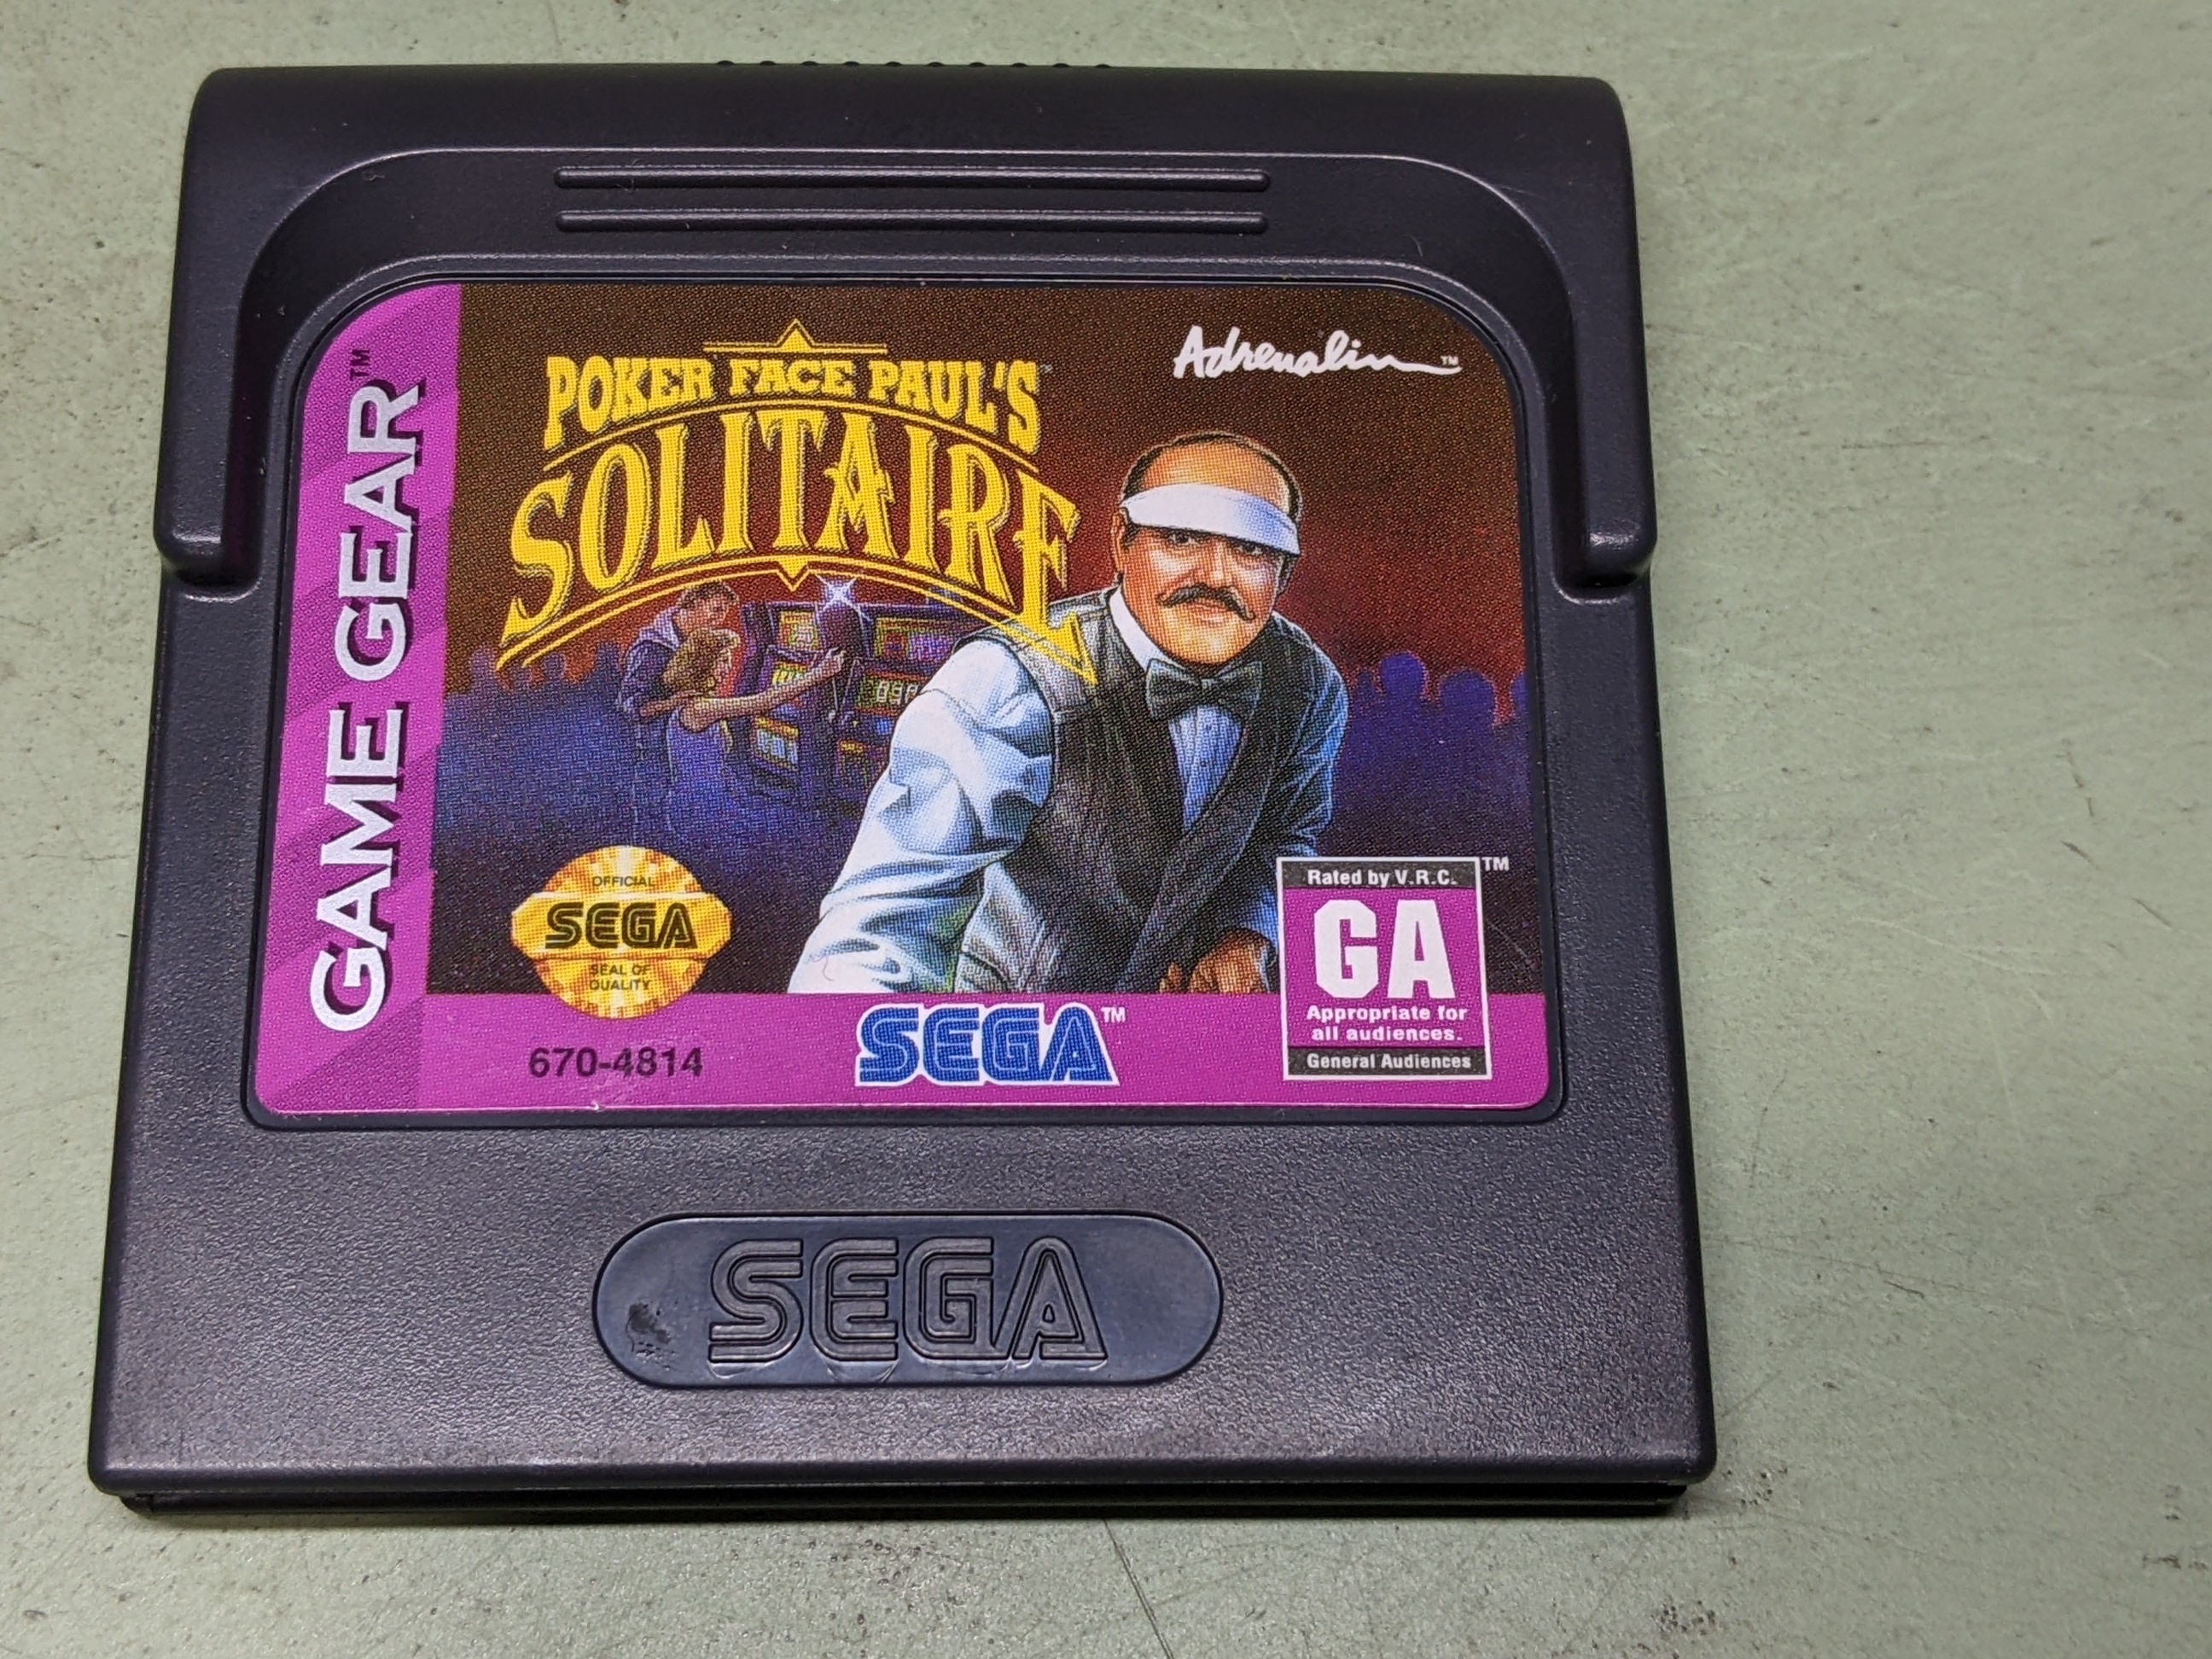 POKER FACE PAUL'S
SOLITAIRE
Adrenalin™
GAME GEAR™
OFFICIAL
SEGA
SEAL OF
QUALITY
670-4814
SEGA™
Rated by V.R.C. ™
GA
Appropriate for
all audiences.
General Audiences
SEGA